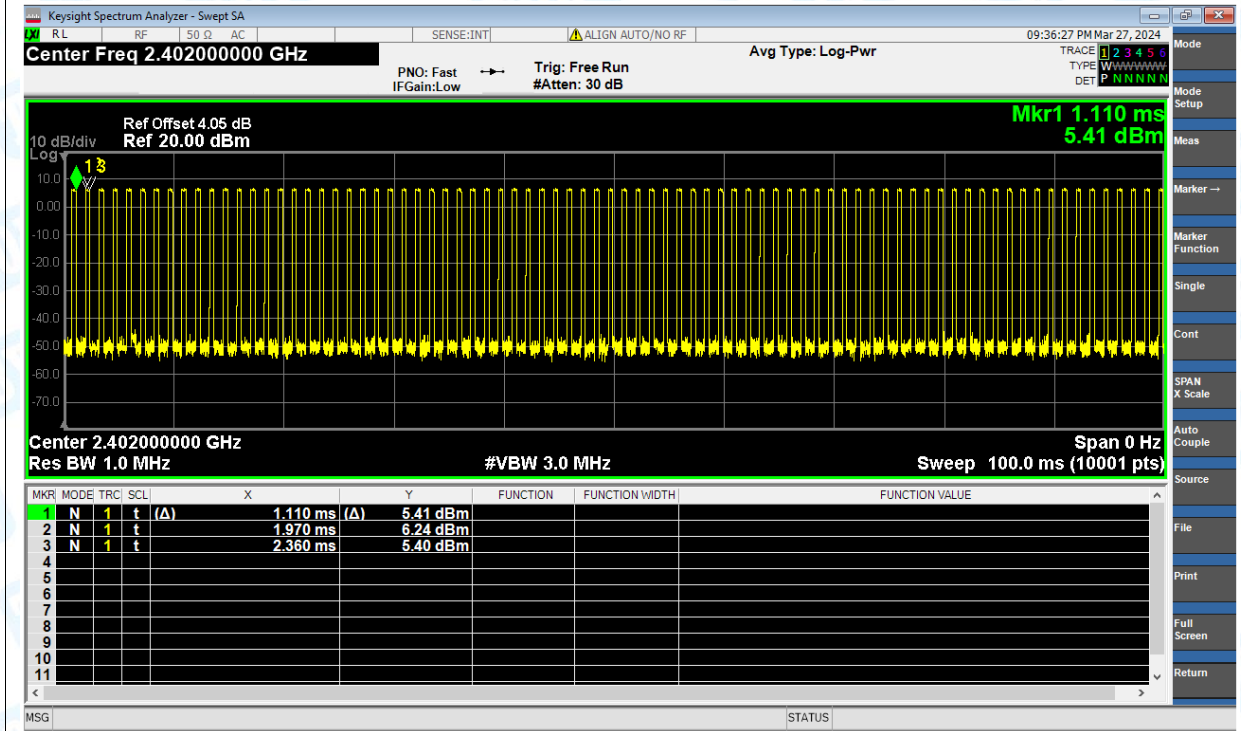 Keysight Spectrum Analyzer - Swept SA
LXI RL RF 50 Ω AC SENSE:INT ALIGN AUTO/NO RF 09:36:27 PM Mar 27, 2024
Center Freq 2.402000000 GHz
Avg Type: Log-Pwr
TRACE 1 2 3 4 5 6
PNO: Fast Trig: Free Run
TYPE WWWWWW
IFGain:Low #Atten: 30 dB
DET P N N N N N
Mkr1 1.110 ms
5.41 dBm
Ref Offset 4.05 dB
10 dB/div Ref 20.00 dBm
Log
1 3
10.0
0.00
-10.0
-20.0
-30.0
-40.0
-50.0
-60.0
-70.0
Center 2.402000000 GHz Span 0 Hz
Res BW 1.0 MHz #VBW 3.0 MHz Sweep 100.0 ms (10001 pts)
MKR MODE TRC SCL X Y FUNCTION FUNCTION WIDTH FUNCTION VALUE
1 N 1 t (Δ) 1.110 ms (Δ) 5.41 dBm
2 N 1 t 1.970 ms 6.24 dBm
3 N 1 t 2.360 ms 5.40 dBm
4
5
6
7
8
9
10
11
MSG STATUS
Mode
Mode
Setup
Meas
Marker →
Marker
Function
Single
Cont
SPAN
X Scale
Auto
Couple
Source
File
Print
Full
Screen
Return